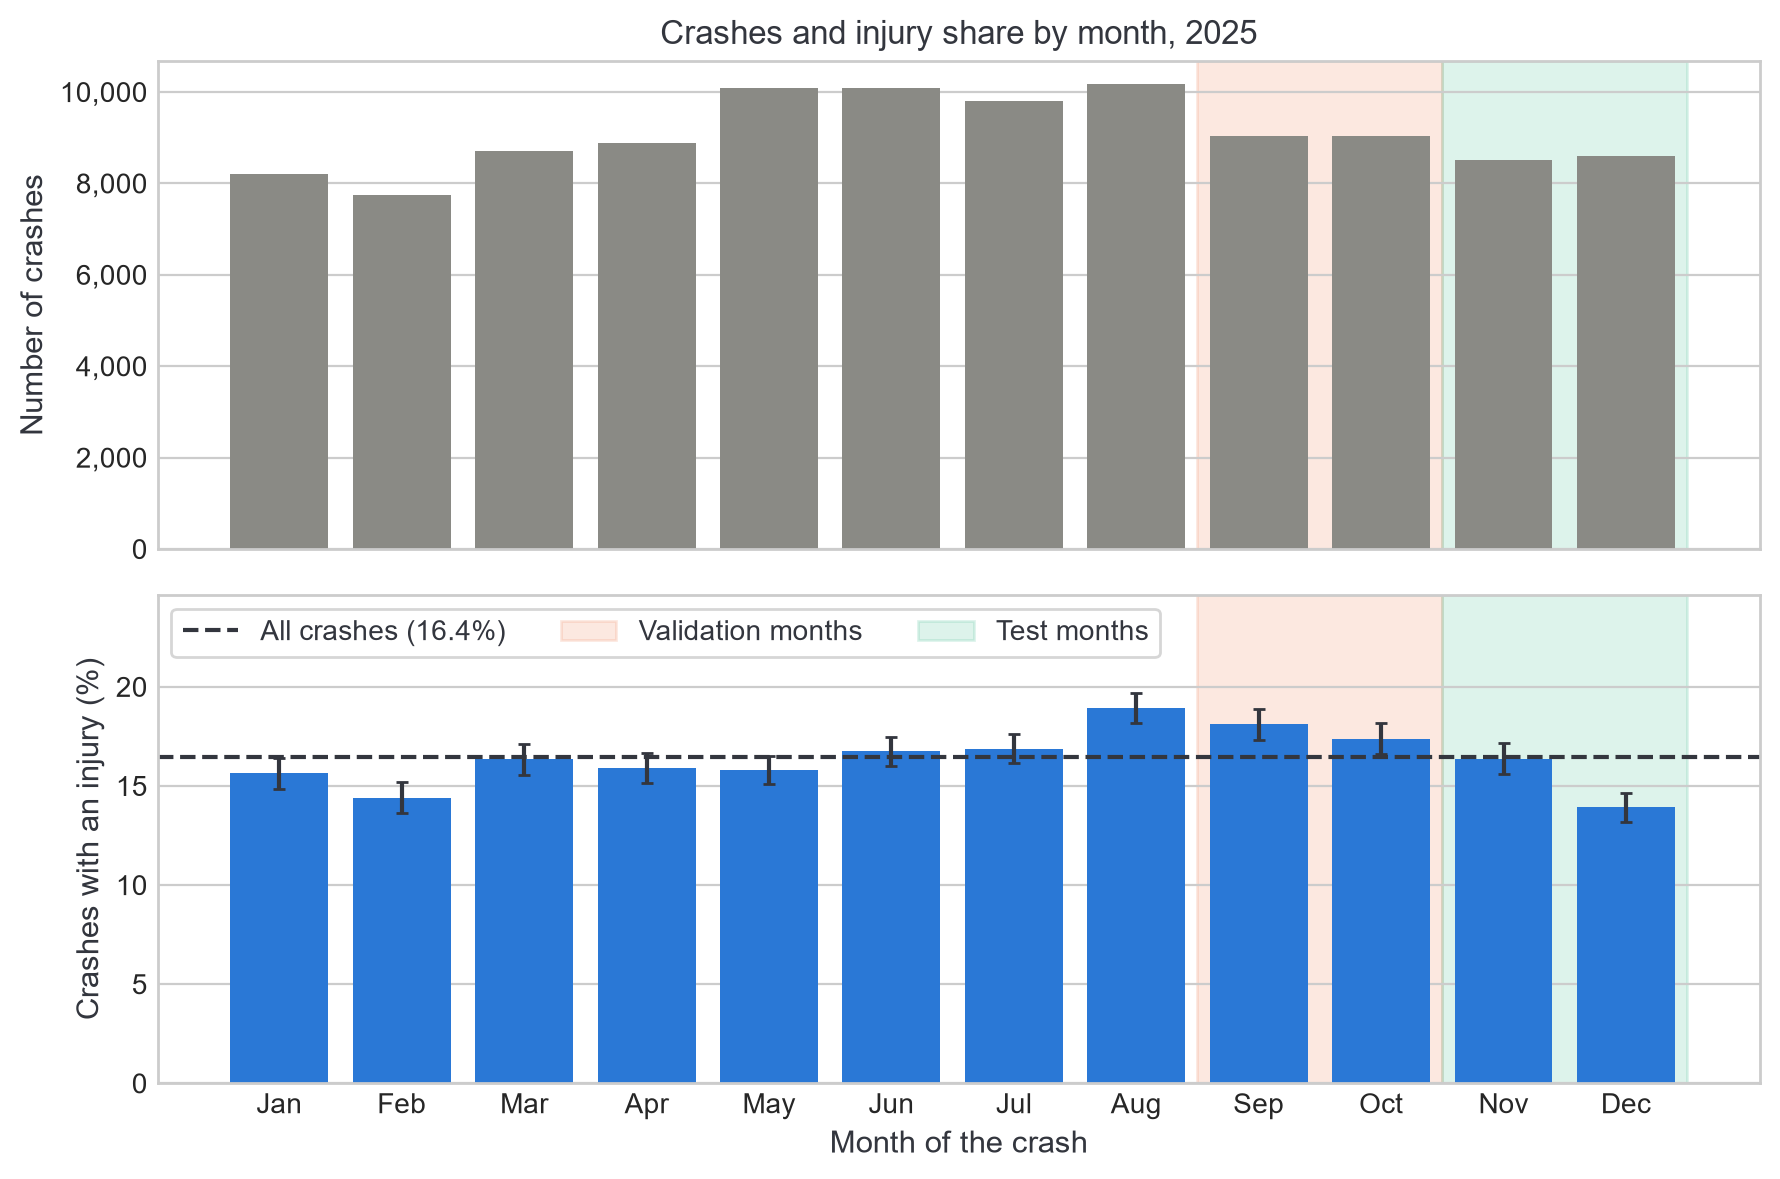 Crashes and injury share by month, 2025
Number of crashes
10,000
8,000
6,000
4,000
2,000
0
All crashes (16.4%)
Validation months
Test months
Crashes with an injury (%)
20
15
10
5
0
Jan Feb Mar Apr May Jun Jul Aug Sep Oct Nov Dec
Month of the crash